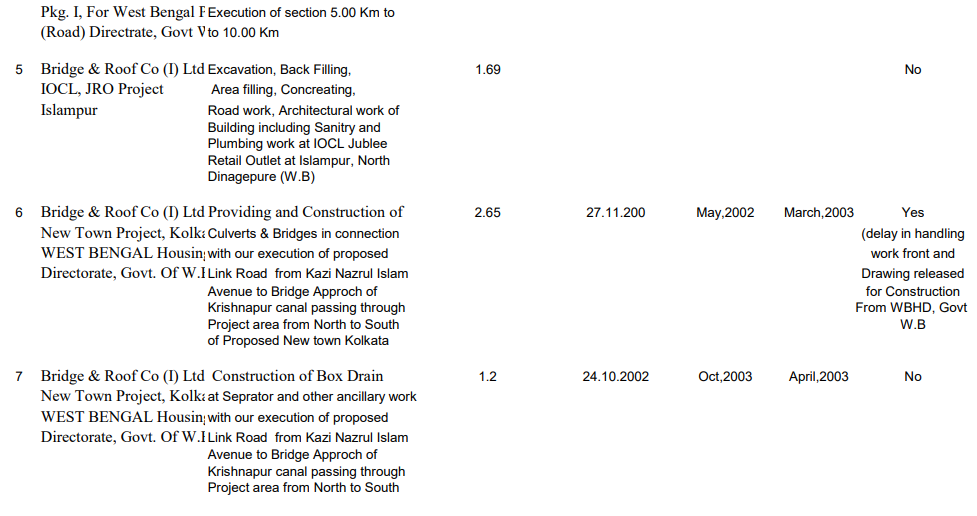 Pkg. I, For West Bengal Execution of section 5.00 Km to
(Road) Directrate, Govt to 10.00 Km
5 Bridge & Roof Co (I) Ltd Excavation, Back Filling, 1.69 No
IOCL, JRO Project Area filling, Concreating,
Islampur Road work, Architectural work of
Building including Sanitry and
Plumbing work at IOCL Jublee
Retail Outlet at Islampur, North
Dinagepure (W.B)
6 Bridge & Roof Co (I) Ltd Providing and Construction of 2.65 27.11.200 May,2002 March,2003 Yes
New Town Project, Culverts & Bridges in connection (delay in handling
WEST BENGAL Housin with our execution of proposed work front and
Directorate, Govt. Of Link Road from Kazi Nazrul Islam Drawing released
Avenue to Bridge Approch of for Construction
Krishnapur canal passing through From WBHD, Govt
Project area from North to South W.B
of Proposed New town Kolkata
7 Bridge & Roof Co (I) Ltd Construction of Box Drain 1.2 24.10.2002 Oct,2003 April,2003 No
New Town Project, at Seprator and other ancillary work
WEST BENGAL Housin with our execution of proposed
Directorate, Govt. Of Link Road from Kazi Nazrul Islam
Avenue to Bridge Approch of
Krishnapur canal passing through
Project area from North to South